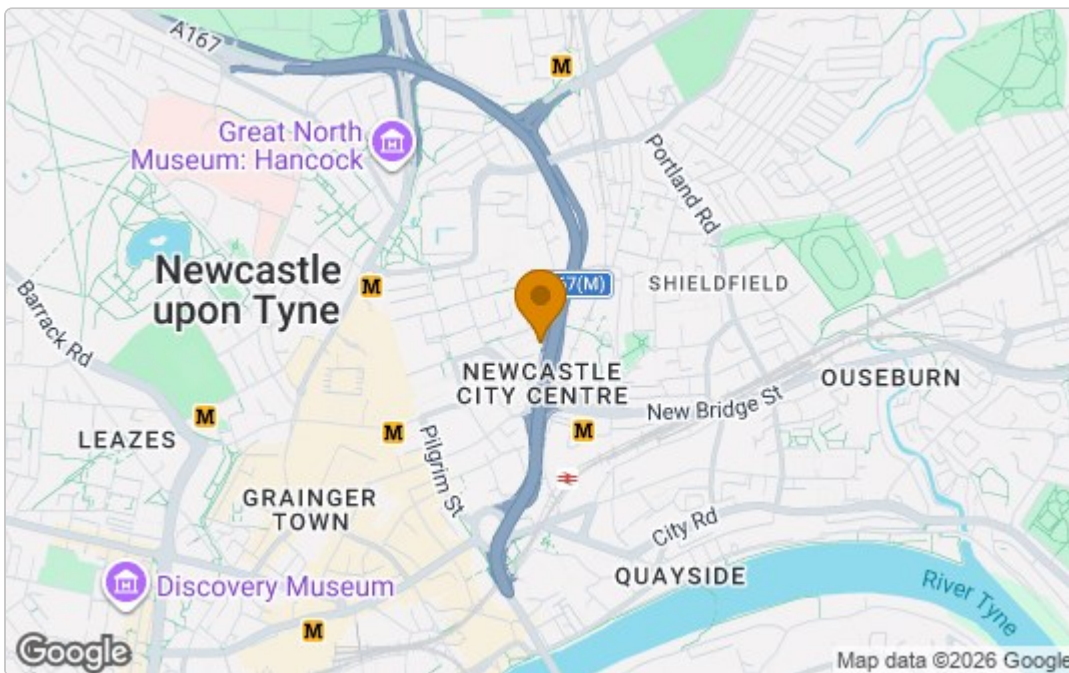 A167
M
Great North
Museum: Hancock
Portland Rd
Newcastle
upon Tyne
M
67(M)
SHIELDFIELD
Barrack Rd
NEWCASTLE
CITY CENTRE
OUSEBURN
New Bridge St
M
M
M
LEAZES
Pilgrim St
GRAINGER
TOWN
City Rd
QUAYSIDE
Discovery Museum
River Tyne
M
Google
Map data ©2026 Google